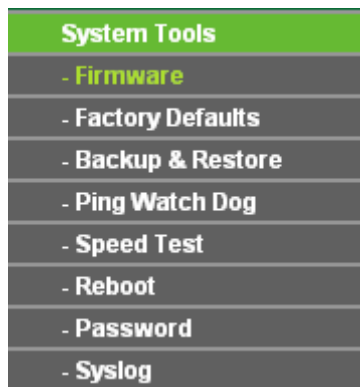 System Tools
- Firmware
- Factory Defaults
- Backup & Restore
- Ping Watch Dog
- Speed Test
- Reboot
- Password
- Syslog